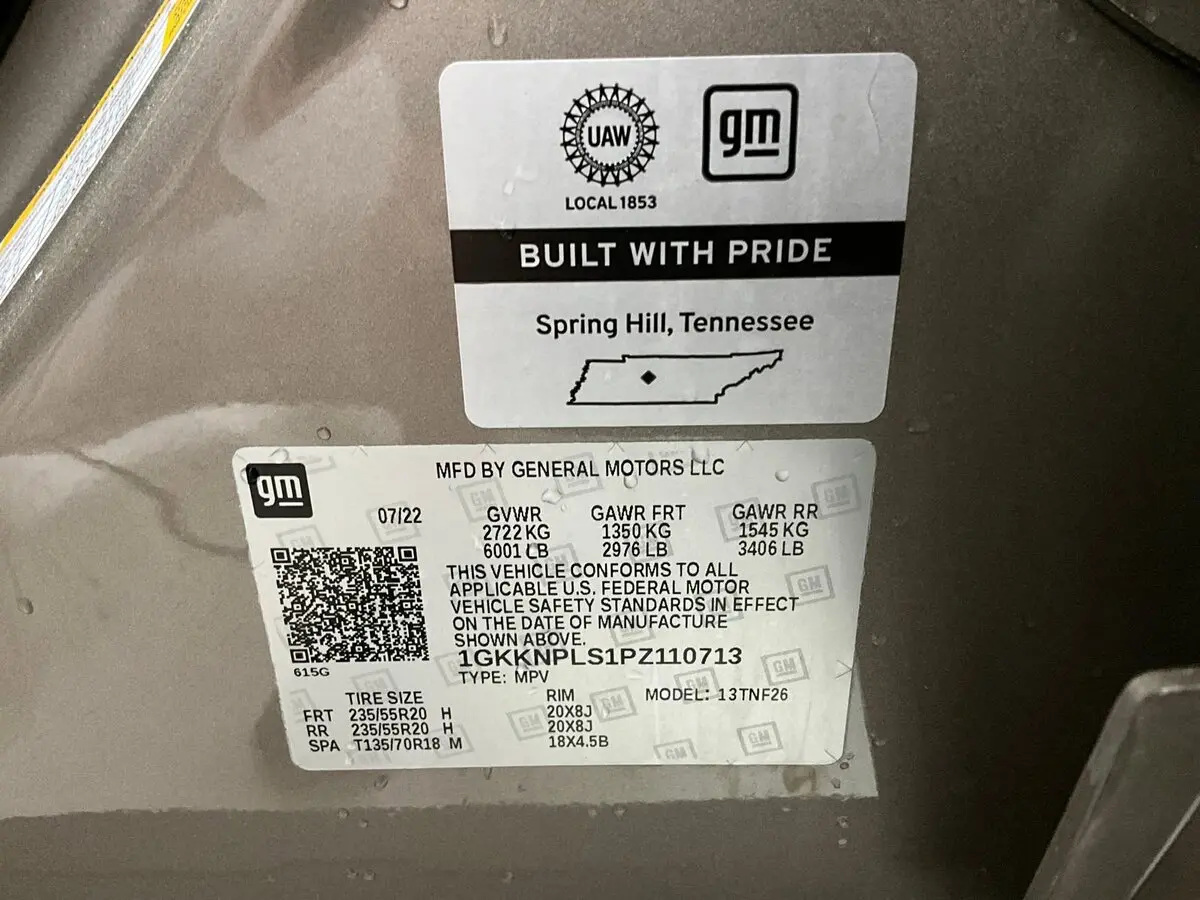 UAW
gm
LOCAL 1853
BUILT WITH PRIDE
Spring Hill, Tennessee
gm
MFD BY GENERAL MOTORS LLC
07/22 GVWR GAWR FRT GAWR RR
2722 KG 1350 KG 1545 KG
6001 LB 2976 LB 3406 LB
THIS VEHICLE CONFORMS TO ALL
APPLICABLE U.S. FEDERAL MOTOR
VEHICLE SAFETY STANDARDS IN EFFECT
ON THE DATE OF MANUFACTURE
SHOWN ABOVE.
1GKKNPLS1PZ110713
615G
TYPE: MPV
TIRE SIZE RIM MODEL: 13TNF26
FRT 235/55R20 H 20X8J
RR 235/55R20 H 20X8J
SPA T135/70R18 M 18X4.5B